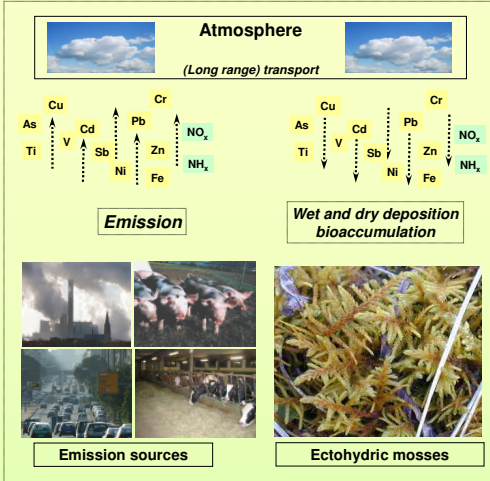 Atmosphere
(Long range) transport
Cu
Cr
As
Cd
Pb
NOx
V
Ti
Sb
Zn
NHx
Ni
Fe
Cu
Cr
As
Cd
Pb
NOx
V
Ti
Sb
Zn
NHx
Ni
Fe
Emission
Wet and dry deposition
bioaccumulation
Emission sources
Ectohydric mosses